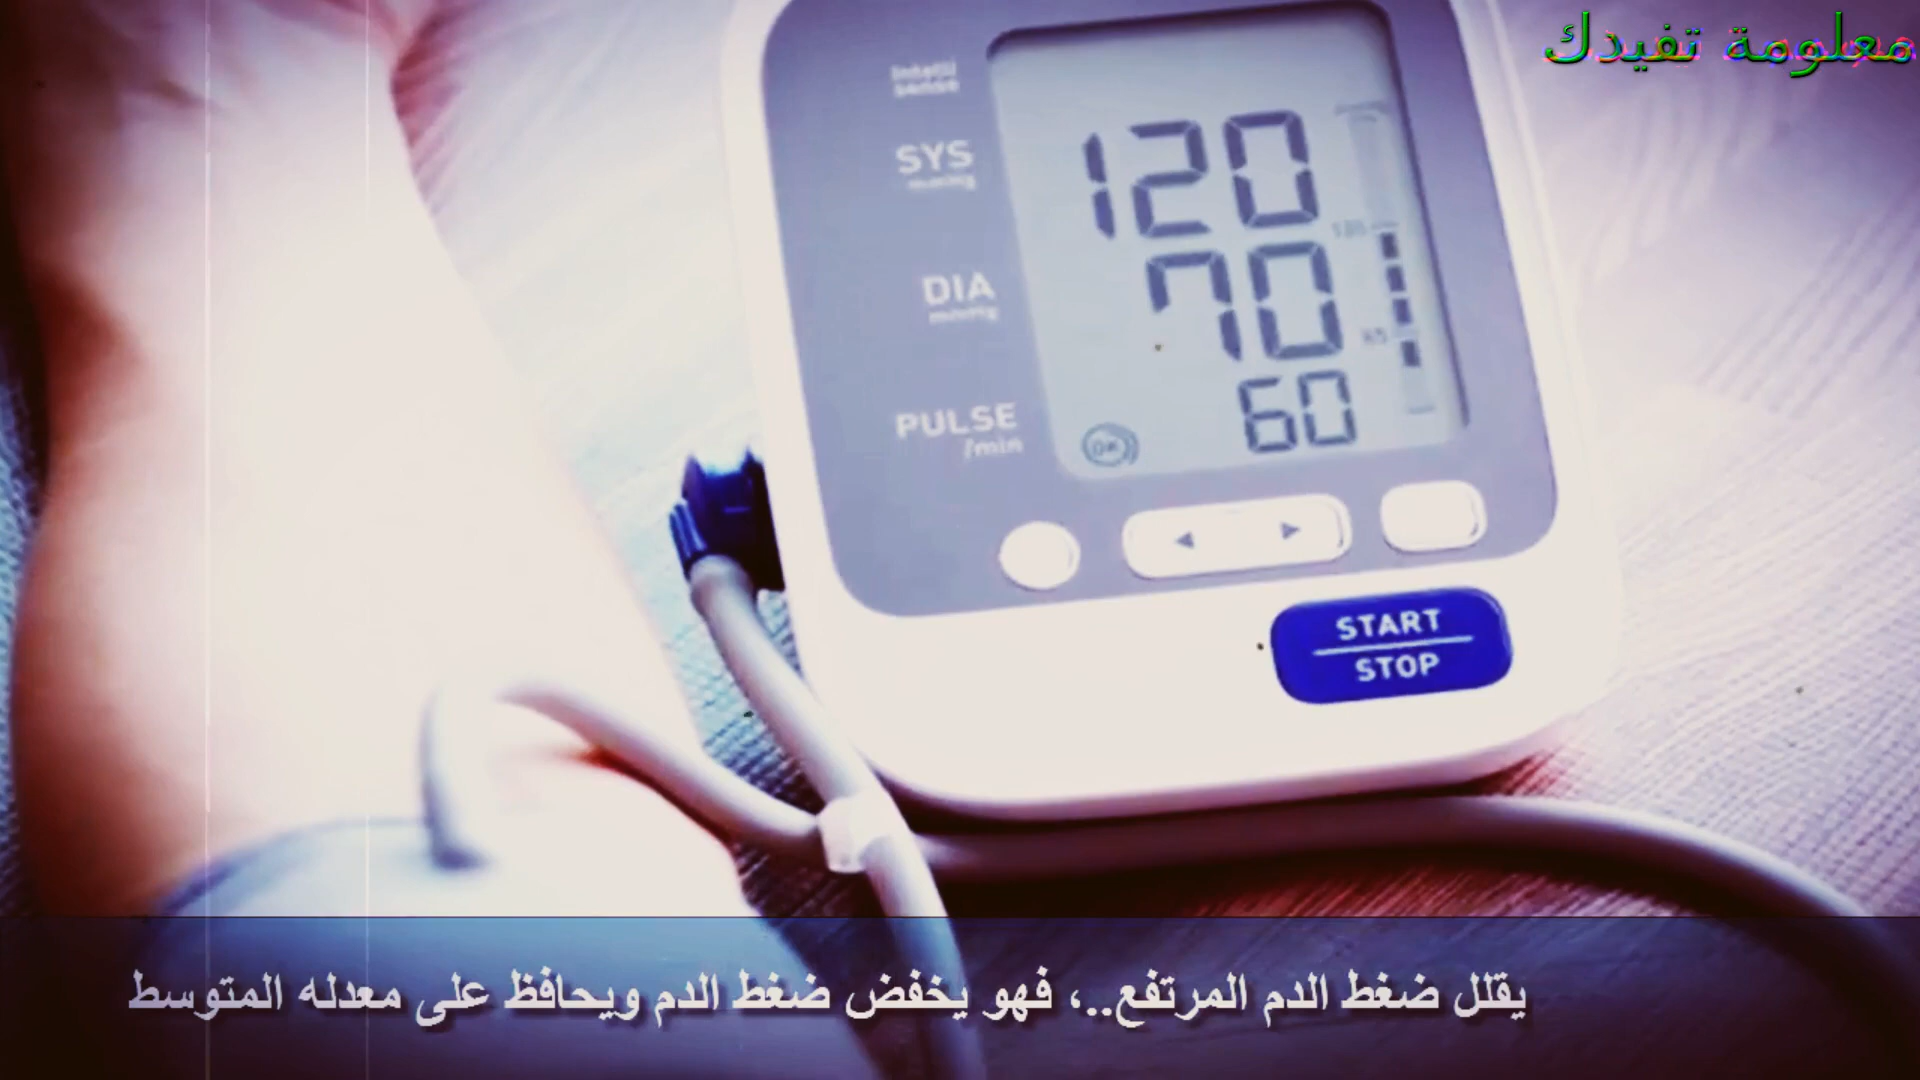 معلومة تفيدك
intelli
sense
SYS
mmHg
120
DIA
mmHg
70
PULSE
/min
60
OK
START
STOP
يقلل ضغط الدم المرتفع..، فهو يخفض ضغط الدم ويحافظ على معدله المتوسط